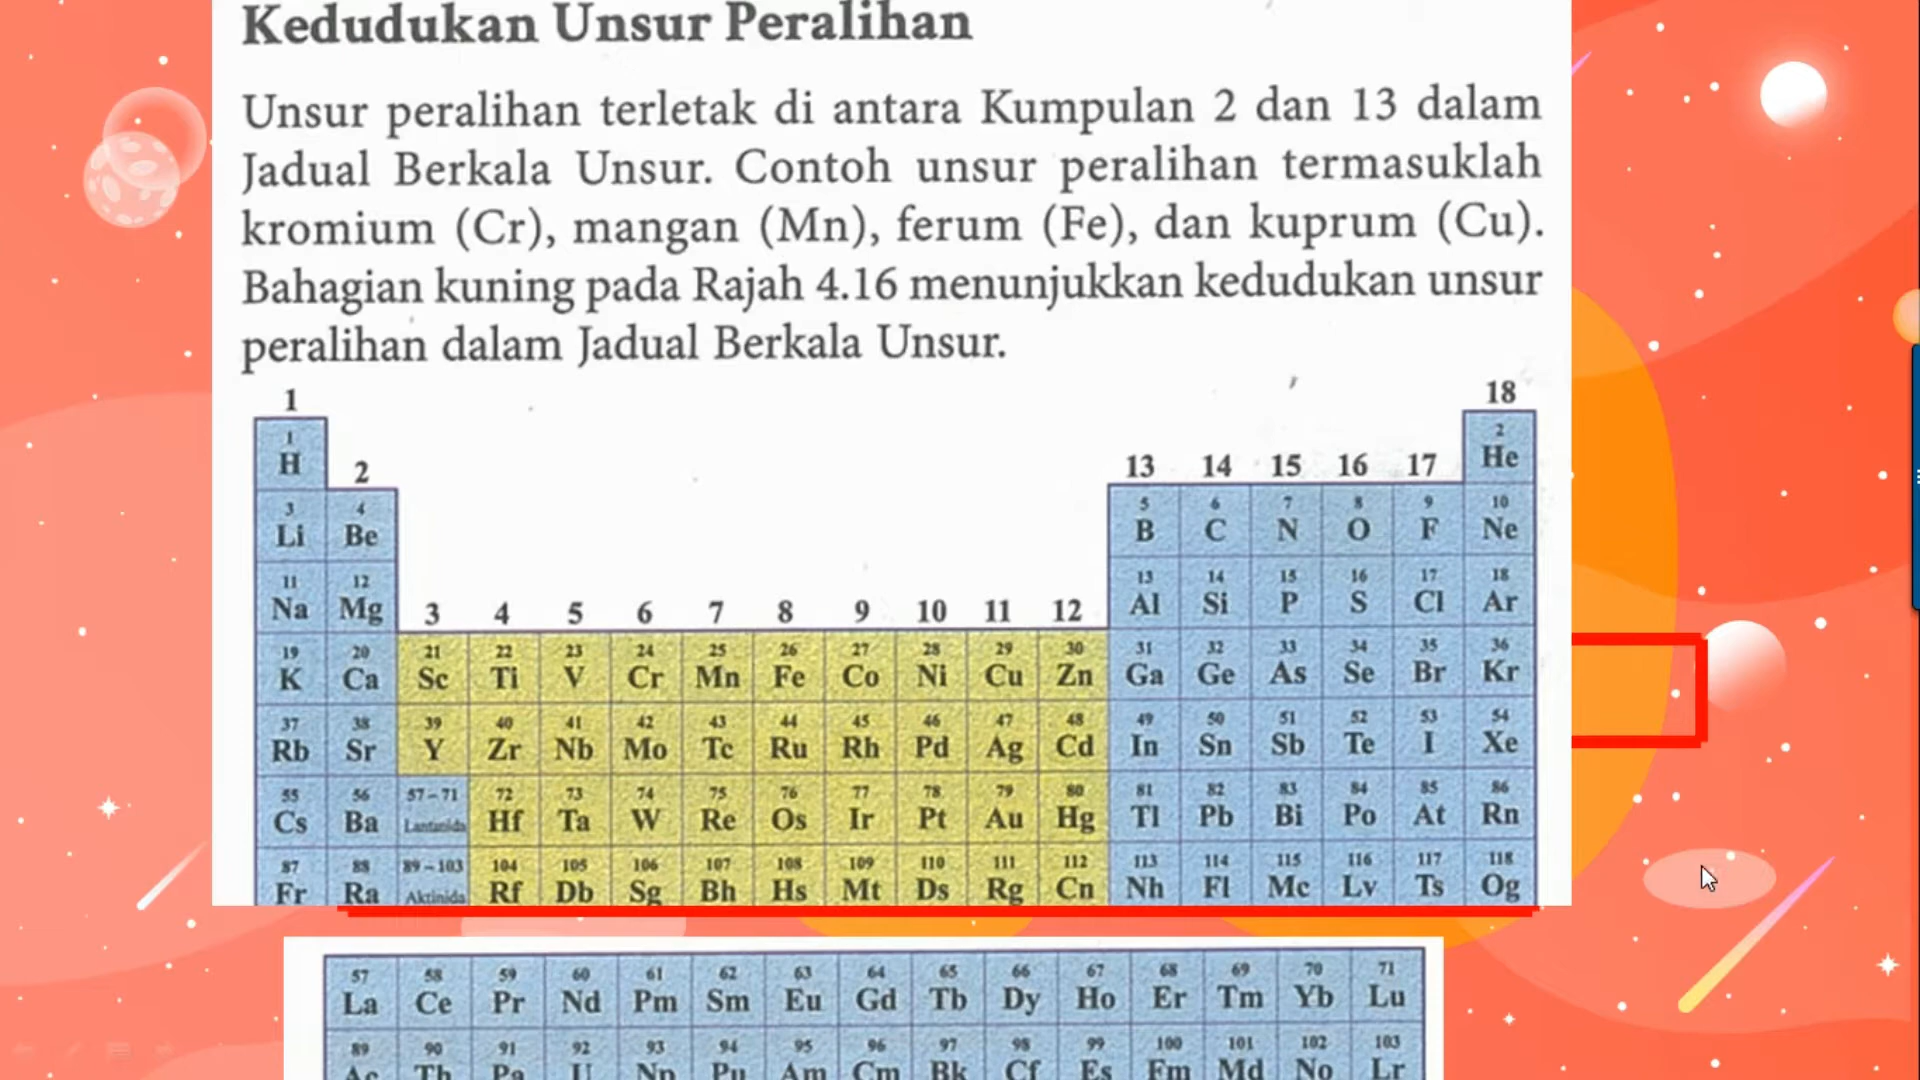 Kedudukan Unsur Peralihan
Unsur peralihan terletak di antara Kumpulan 2 dan 13 dalam
Jadual Berkala Unsur. Contoh unsur peralihan termasuklah
kromium (Cr), mangan (Mn), ferum (Fe), dan kuprum (Cu).
Bahagian kuning pada Rajah 4.16 menunjukkan kedudukan unsur
peralihan dalam Jadual Berkala Unsur.
1 18
1 2
H 2 13 14 15 16 17 He
3 4 5 6 7 8 9 10
Li Be B C N O F Ne
11 12 13 14 15 16 17 18
Na Mg 3 4 5 6 7 8 9 10 11 12 Al Si P S Cl Ar
19 20 21 22 23 24 25 26 27 28 29 30 31 32 33 34 35 36
K Ca Sc Ti V Cr Mn Fe Co Ni Cu Zn Ga Ge As Se Br Kr
37 38 39 40 41 42 43 44 45 46 47 48 49 50 51 52 53 54
Rb Sr Y Zr Nb Mo Tc Ru Rh Pd Ag Cd In Sn Sb Te I Xe
55 56 57–71 72 73 74 75 76 77 78 79 80 81 82 83 84 85 86
Cs Ba Lantanida Hf Ta W Re Os Ir Pt Au Hg Tl Pb Bi Po At Rn
87 88 89–103 104 105 106 107 108 109 110 111 112 113 114 115 116 117 118
Fr Ra Aktinida Rf Db Sg Bh Hs Mt Ds Rg Cn Nh Fl Mc Lv Ts Og
57 58 59 60 61 62 63 64 65 66 67 68 69 70 71
La Ce Pr Nd Pm Sm Eu Gd Tb Dy Ho Er Tm Yb Lu
89 90 91 92 93 94 95 96 97 98 99 100 101 102 103
Ac Th Pa U Np Pu Am Cm Bk Cf Es Fm Md No Lr